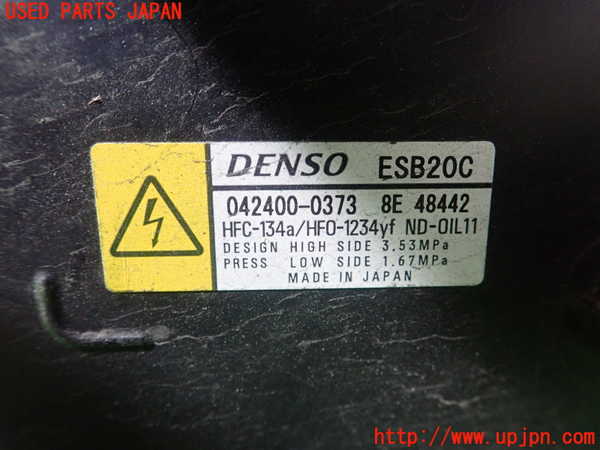 USED PARTS JAPAN
DENSO ESB20C
042400-0373 8E 48442
HFC-134a/HFO-1234yf ND-OIL11
DESIGN HIGH SIDE 3.53MPa
PRESS LOW SIDE 1.67MPa
MADE IN JAPAN
http://www.upjpn.com/